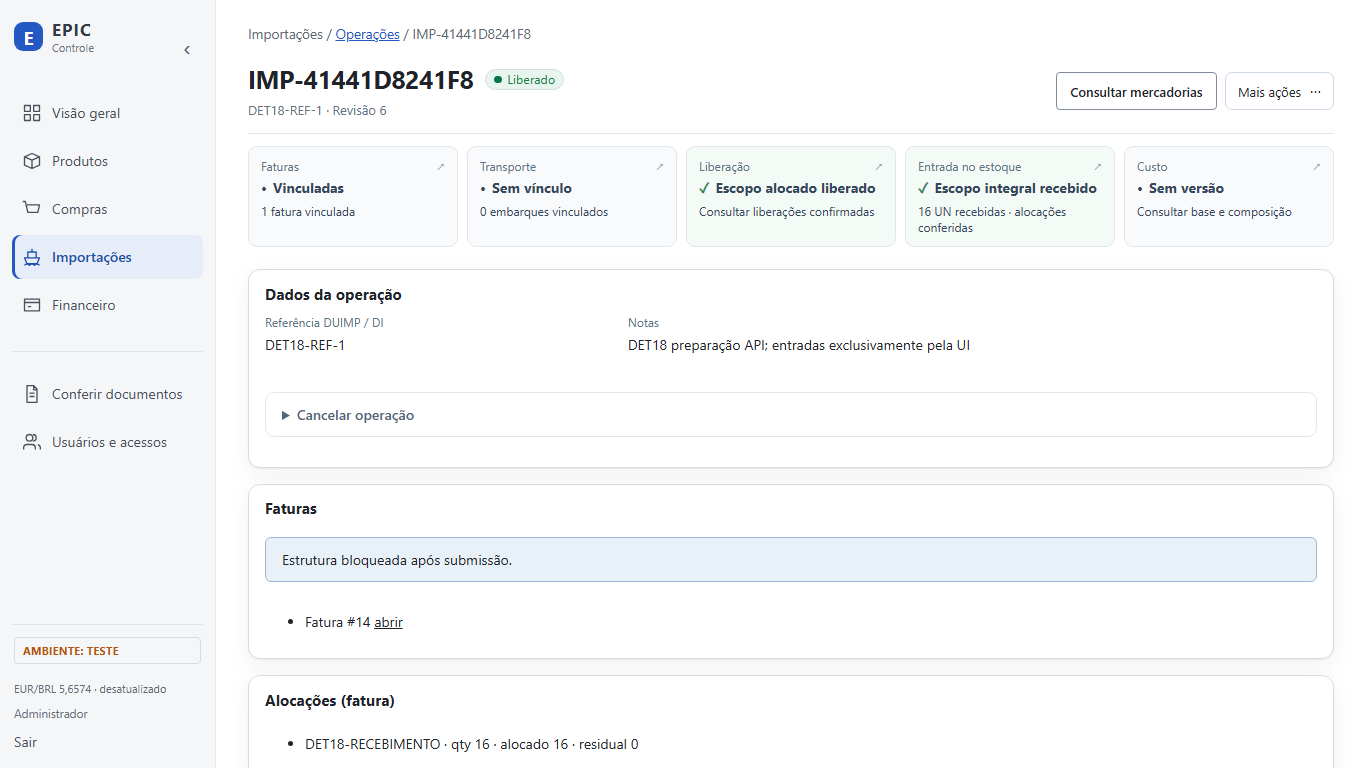 E
EPIC
Controle
‹
Visão geral
Produtos
Compras
Importações
Financeiro
Conferir documentos
Usuários e acessos
AMBIENTE: TESTE
EUR/BRL 5,6574 · desatualizado
Administrador
Sair
Importações / Operações / IMP-41441D8241F8
IMP-41441D8241F8
Liberado
DET18-REF-1 · Revisão 6
Consultar mercadorias
Mais ações ···
Faturas ↗
• Vinculadas
1 fatura vinculada
Transporte ↗
• Sem vínculo
0 embarques vinculados
Liberação ↗
✓ Escopo alocado liberado
Consultar liberações confirmadas
Entrada no estoque ↗
✓ Escopo integral recebido
16 UN recebidas · alocações
conferidas
Custo ↗
• Sem versão
Consultar base e composição
Dados da operação
Referência DUIMP / DI
DET18-REF-1
Notas
DET18 preparação API; entradas exclusivamente pela UI
▶ Cancelar operação
Faturas
Estrutura bloqueada após submissão.
• Fatura #14 abrir
Alocações (fatura)
• DET18-RECEBIMENTO · qty 16 · alocado 16 · residual 0